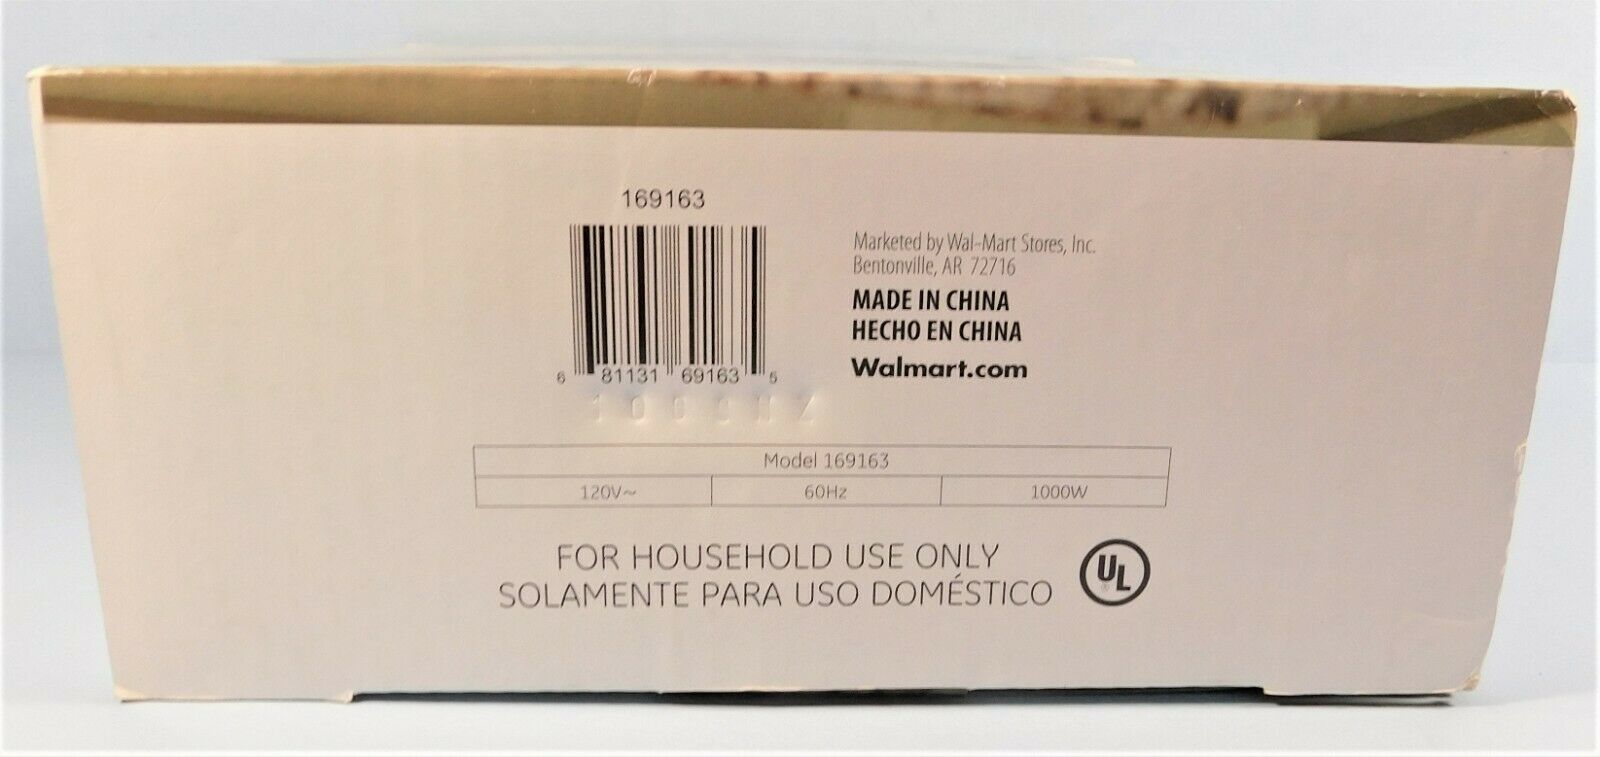 169163
6 81131 69163 5
Marketed by Wal-Mart Stores, Inc.
Bentonville, AR 72716
MADE IN CHINA
HECHO EN CHINA
Walmart.com
Model 169163
120V~ 60Hz 1000W
FOR HOUSEHOLD USE ONLY
SOLAMENTE PARA USO DOMÉSTICO
UL